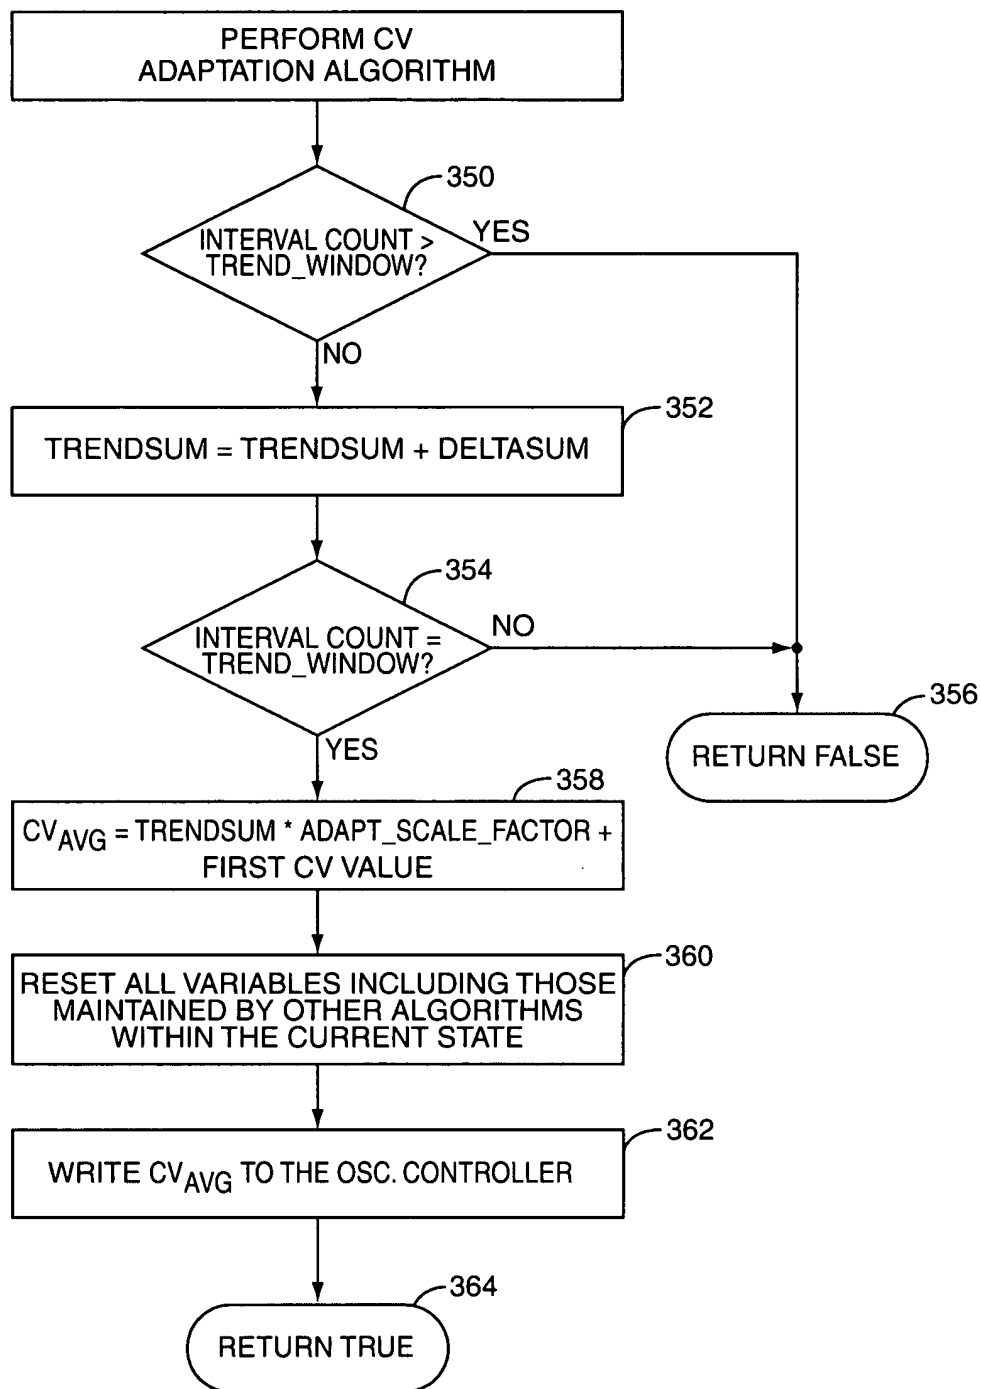 PERFORM CV
ADAPTATION ALGORITHM
350
INTERVAL COUNT >
TREND_WINDOW?
YES
NO
352
TRENDSUM = TRENDSUM + DELTASUM
354
INTERVAL COUNT =
TREND_WINDOW?
NO
YES
356
RETURN FALSE
358
CVAVG = TRENDSUM * ADAPT_SCALE_FACTOR +
FIRST CV VALUE
360
RESET ALL VARIABLES INCLUDING THOSE
MAINTAINED BY OTHER ALGORITHMS
WITHIN THE CURRENT STATE
362
WRITE CVAVG TO THE OSC. CONTROLLER
364
RETURN TRUE